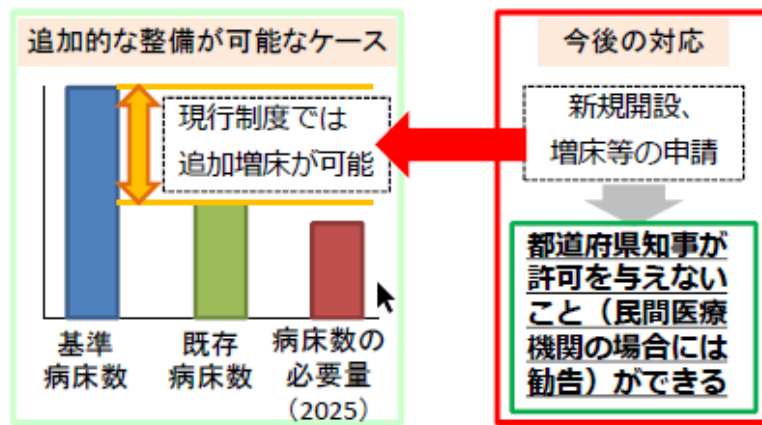 追加的な整備が可能なケース
現行制度では
追加増床が可能
基準
病床数
既存
病床数
病床数の
必要量
（2025）
今後の対応
新規開設、
増床等の申請
都道府県知事が
許可を与えない
こと（民間医療
機関の場合には
勧告）ができる